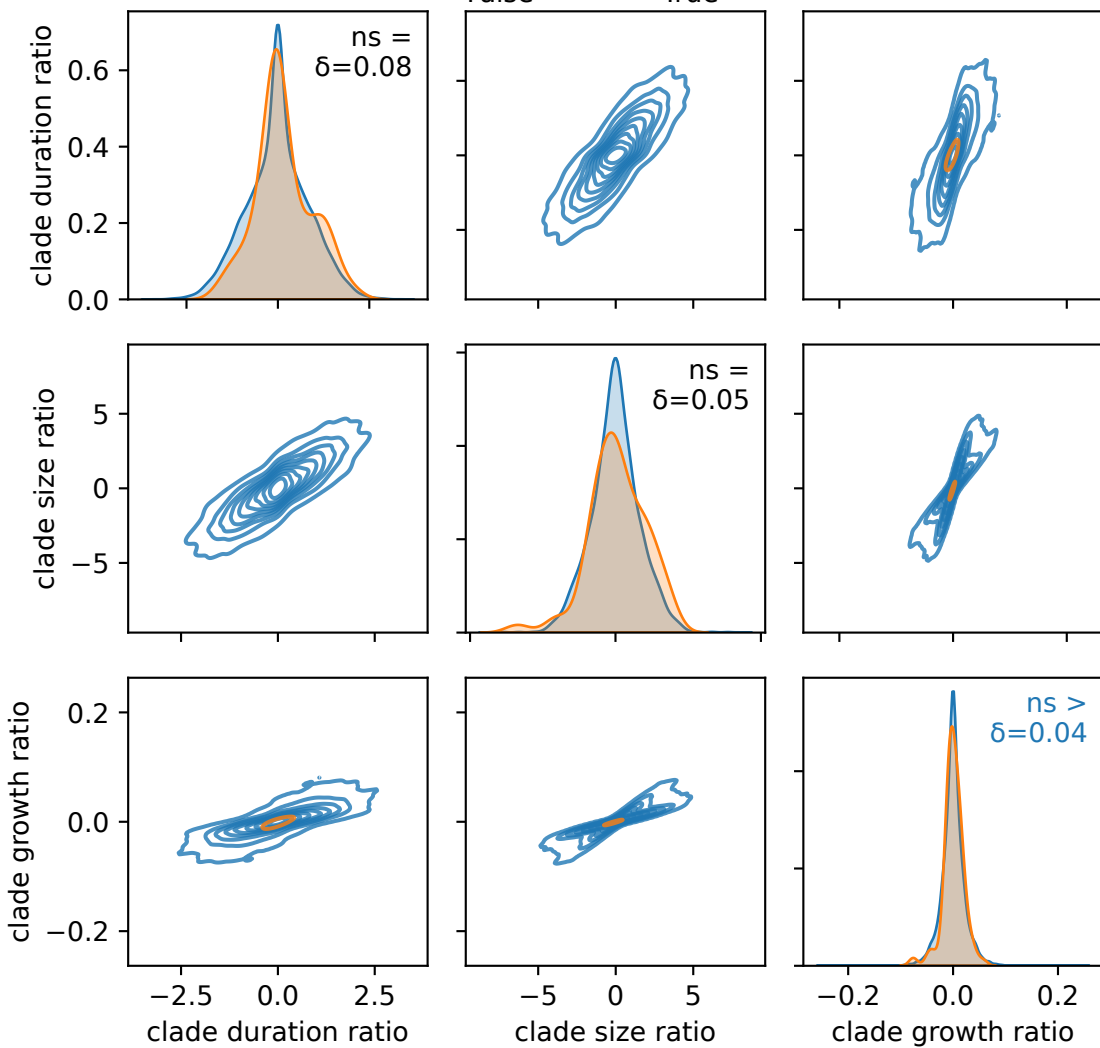 clade duration ratio
0.6
0.4
0.2
0.0
ns =
δ=0.08
clade size ratio
5
0
−5
ns =
δ=0.05
clade growth ratio
0.2
0.0
−0.2
ns >
δ=0.04
−2.5 0.0 2.5
−5 0 5
−0.2 0.0 0.2
clade duration ratio
clade size ratio
clade growth ratio